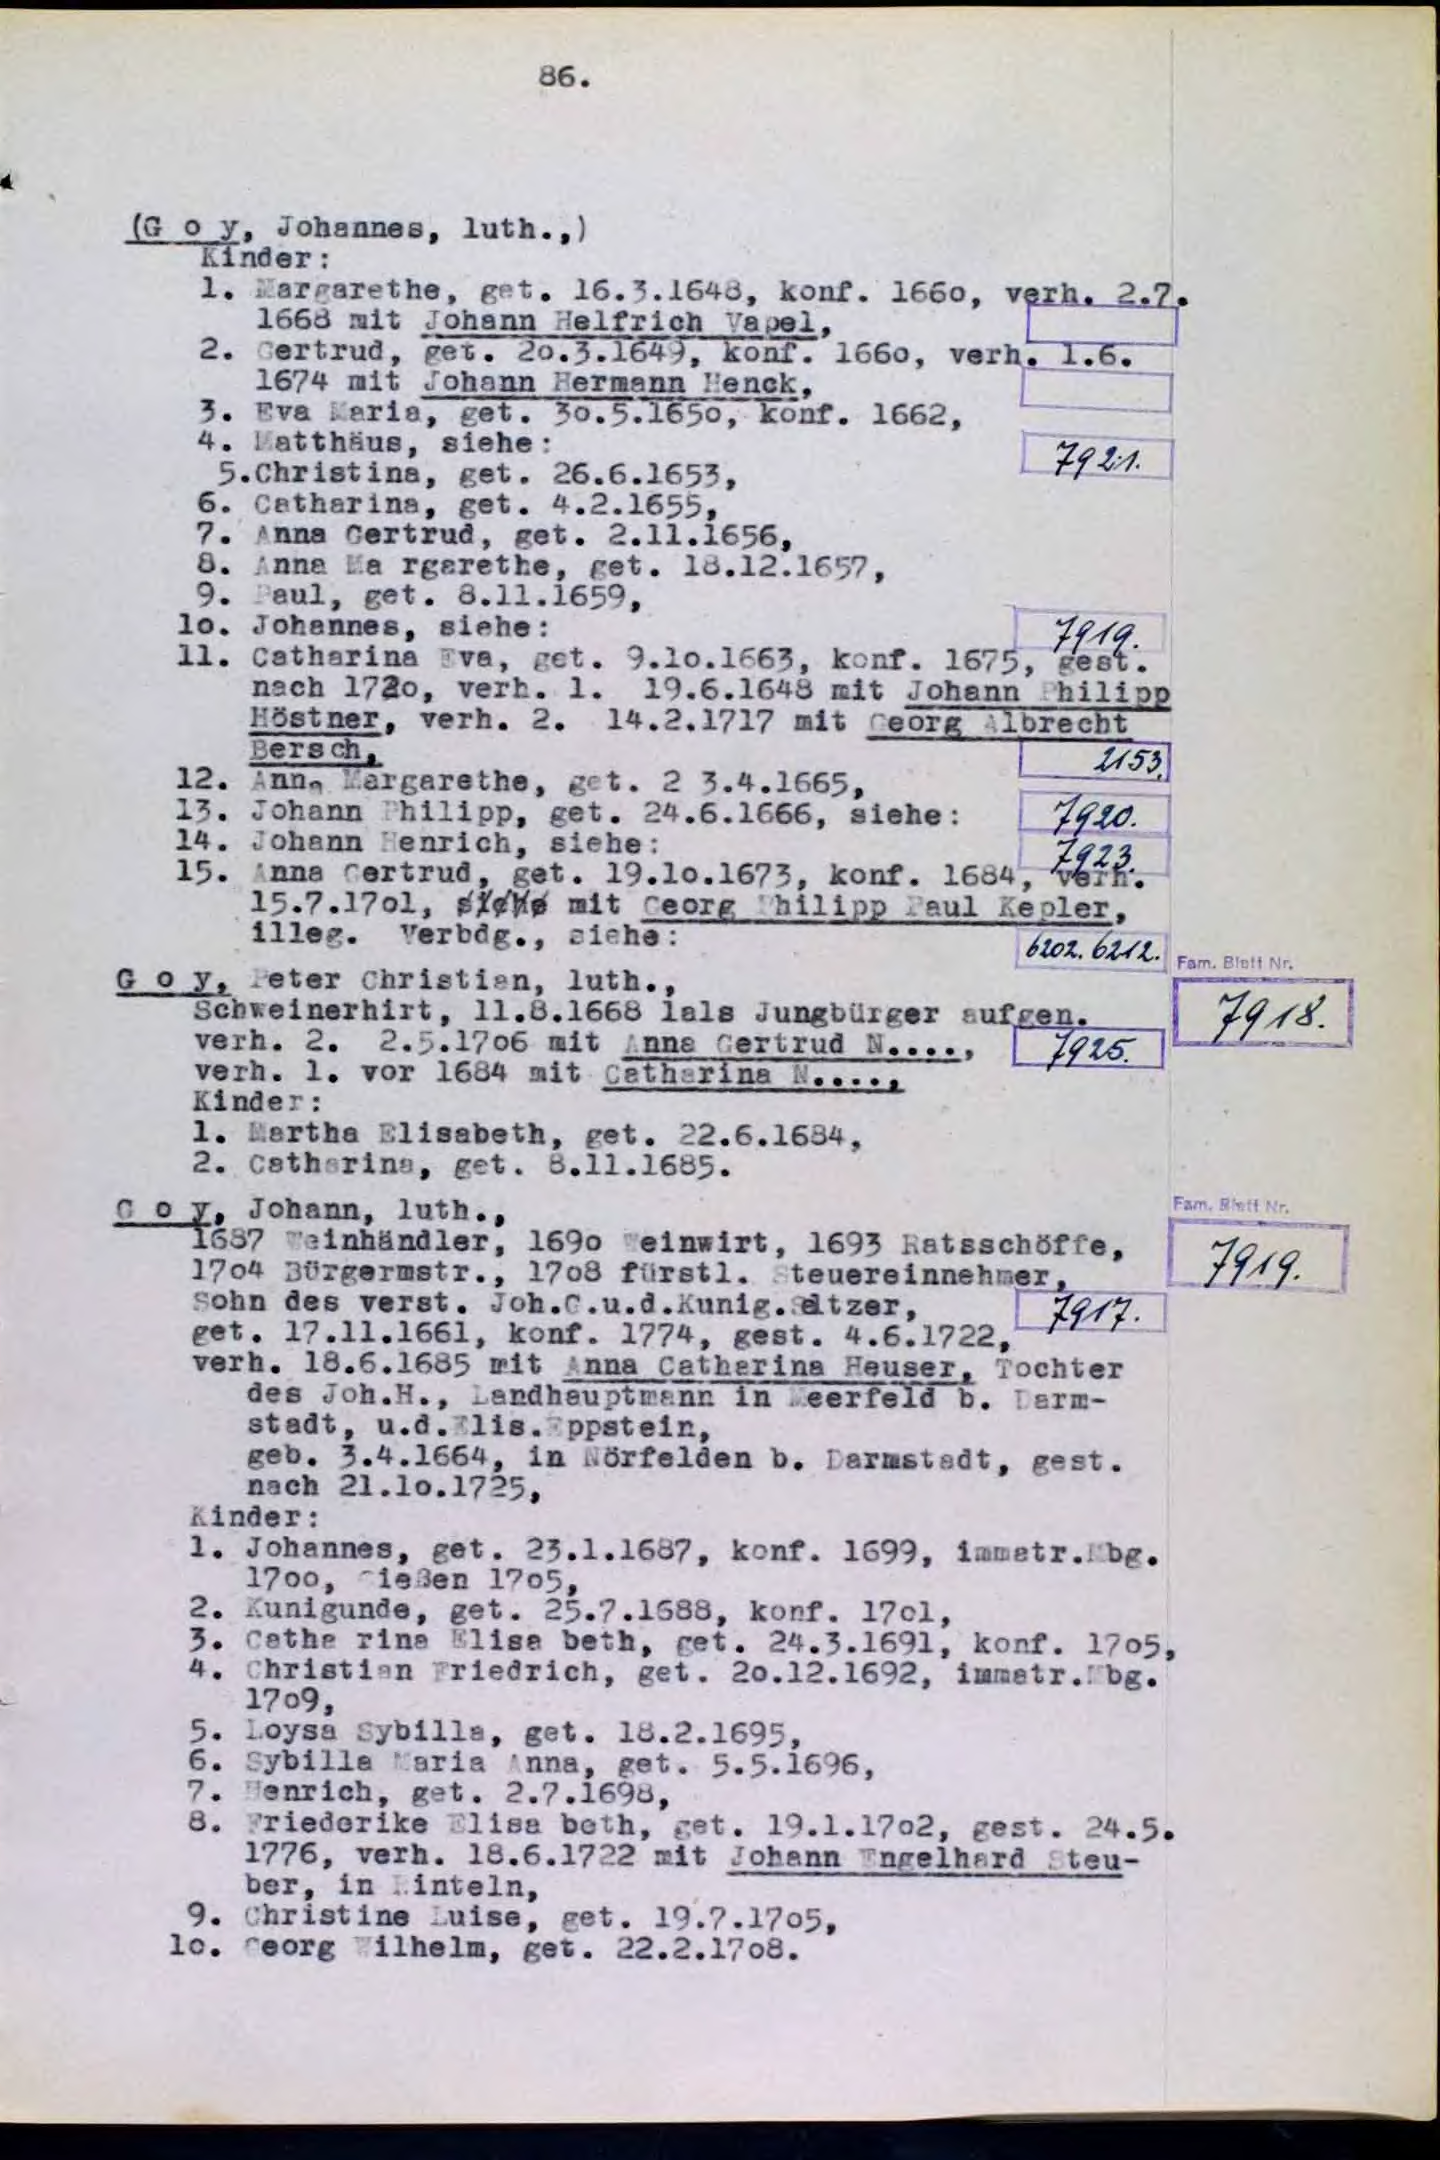 86.
(G o y, Johannes, luth.,)
Kinder:
1. Margarethe, get. 16.3.1648, konf. 166o, verh. 2.7.
1668 mit Johann Helfrich Vapel,
2. Gertrud, get. 2o.3.1649, konf. 166o, verh. 1.6.
1674 mit Johann Hermann Henck,
3. Eva Maria, get. 3o.5.165o, konf. 1662,
4. Matthäus, siehe: 7921.
5.Christina, get. 26.6.1653,
6. Catharina, get. 4.2.1655,
7. Anna Gertrud, get. 2.11.1656,
8. Anna Ma rgarethe, get. 18.12.1657,
9. Paul, get. 8.11.1659,
1o. Johannes, siehe: 7919.
11. Catharina Eva, get. 9.1o.1663, konf. 1675, gest.
nach 172o, verh. 1. 19.6.1648 mit Johann Philipp
Höstner, verh. 2. 14.2.1717 mit Georg Albrecht
Bersch, 2153.
12. Anna Margarethe, get. 2 3.4.1665,
13. Johann Philipp, get. 24.6.1666, siehe: 7920.
14. Johann Henrich, siehe: 7923.
15. Anna Gertrud, get. 19.1o.1673, konf. 1684, verh.
15.7.17o1, siehe mit Georg Philipp Paul Kepler,
illeg. Verbdg., siehe: 6202. 6212.
Fam. Blatt Nr.
G o y, Peter Christian, luth., 7918.
Schweinerhirt, 11.8.1668 lals Jungbürger aufgen.
verh. 2. 2.5.17o6 mit Anna Gertrud N...., 7925.
verh. 1. vor 1684 mit Catharina N....,
Kinder:
1. Martha Elisabeth, get. 22.6.1684,
2. Catharina, get. 8.11.1685.
Fam. Blatt Nr.
G o y, Johann, luth.,
1687 Weinhändler, 169o Weinwirt, 1693 Ratsschöffe, 7919.
17o4 Bürgermstr., 17o8 fürstl. Steuereinnehmer,
Sohn des verst. Joh.G.u.d.Kunig.Seltzer, 7917.
get. 17.11.1661, konf. 1774, gest. 4.6.1722,
verh. 18.6.1685 mit Anna Catharina Heuser, Tochter
des Joh.H., Landhauptmann in Meerfeld b. Darm-
stadt, u.d.Elis.Eppstein,
geb. 3.4.1664, in Mörfelden b. Darmstadt, gest.
nach 21.1o.1725,
Kinder:
1. Johannes, get. 23.1.1687, konf. 1699, immatr.Mbg.
17oo, Gießen 17o5,
2. Kunigunde, get. 25.7.1688, konf. 17o1,
3. Catha rina Elisa beth, get. 24.3.1691, konf. 17o5,
4. Christian Friedrich, get. 2o.12.1692, immatr.Mbg.
17o9,
5. Loysa Sybilla, get. 18.2.1695,
6. Sybilla Maria Anna, get. 5.5.1696,
7. Henrich, get. 2.7.1698,
8. Friederike Elisa beth, get. 19.1.17o2, gest. 24.5.
1776, verh. 18.6.1722 mit Johann Engelhard Steu-
ber, in Rinteln,
9. Christine Luise, get. 19.7.17o5,
1o. Georg Wilhelm, get. 22.2.17o8.